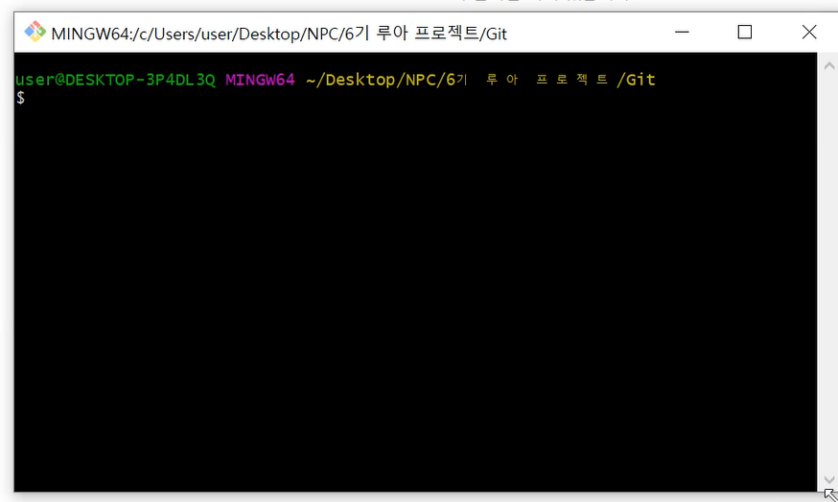 MINGW64:/c/Users/user/Desktop/NPC/6기 루아 프로젝트/Git
user@DESKTOP-3P4DL3Q MINGW64 ~/Desktop/NPC/6기 루아 프로젝트/Git
$